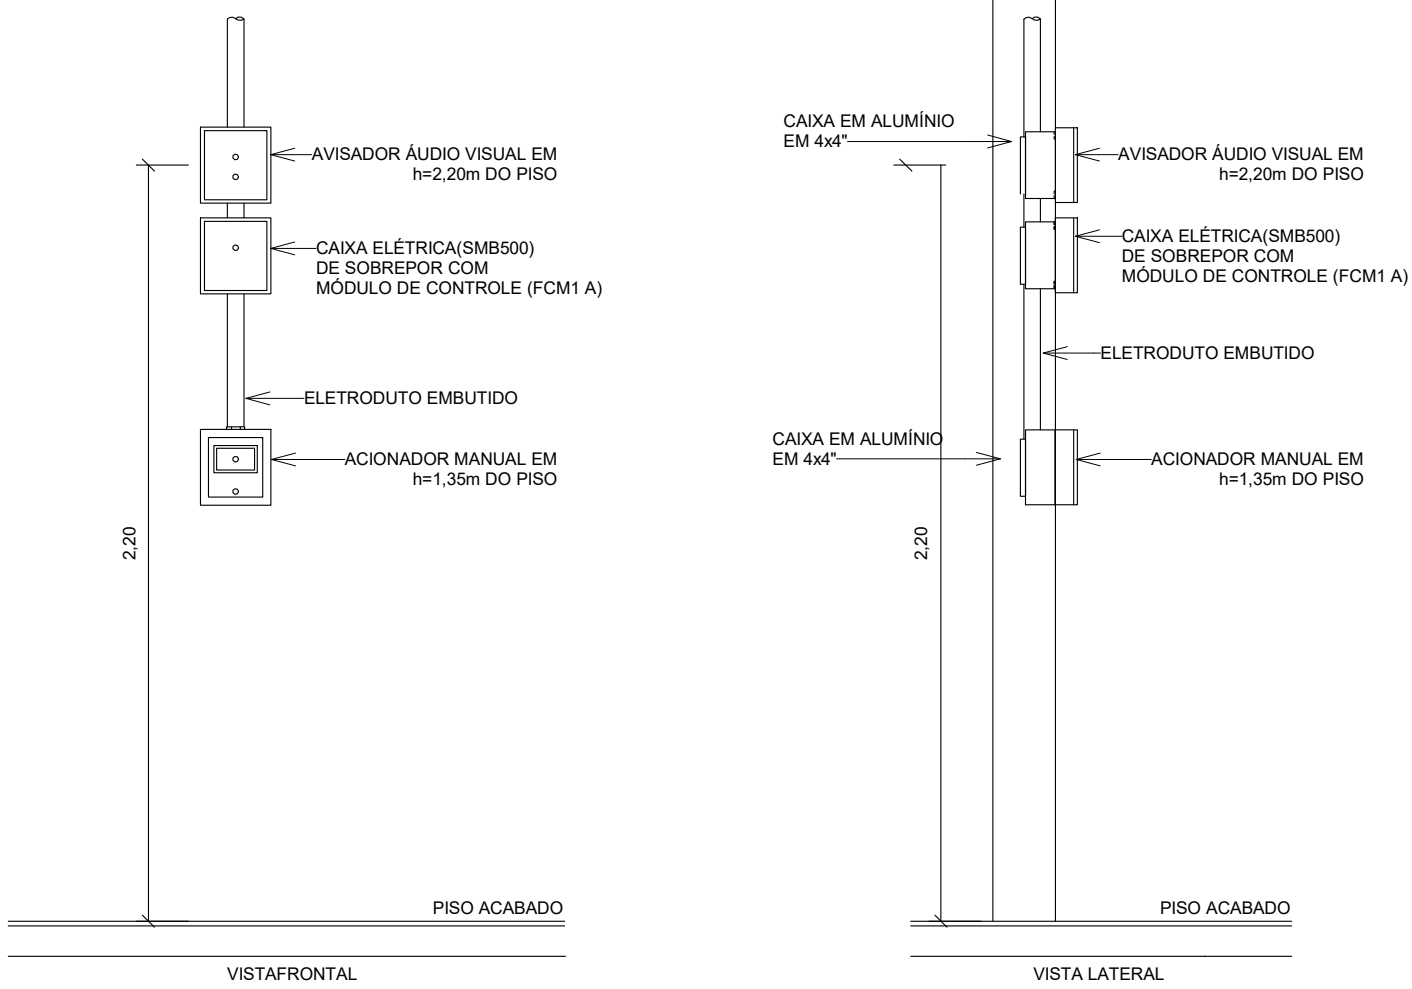 AVISADOR ÁUDIO VISUAL EM
h=2,20m DO PISO
CAIXA ELÉTRICA(SMB500)
DE SOBREPOR COM
MÓDULO DE CONTROLE (FCM1 A)
ELETRODUTO EMBUTIDO
ACIONADOR MANUAL EM
h=1,35m DO PISO
2,20
PISO ACABADO
VISTAFRONTAL
CAIXA EM ALUMÍNIO
EM 4x4"
AVISADOR ÁUDIO VISUAL EM
h=2,20m DO PISO
CAIXA ELÉTRICA(SMB500)
DE SOBREPOR COM
MÓDULO DE CONTROLE (FCM1 A)
ELETRODUTO EMBUTIDO
CAIXA EM ALUMÍNIO
EM 4x4"
ACIONADOR MANUAL EM
h=1,35m DO PISO
2,20
PISO ACABADO
VISTA LATERAL